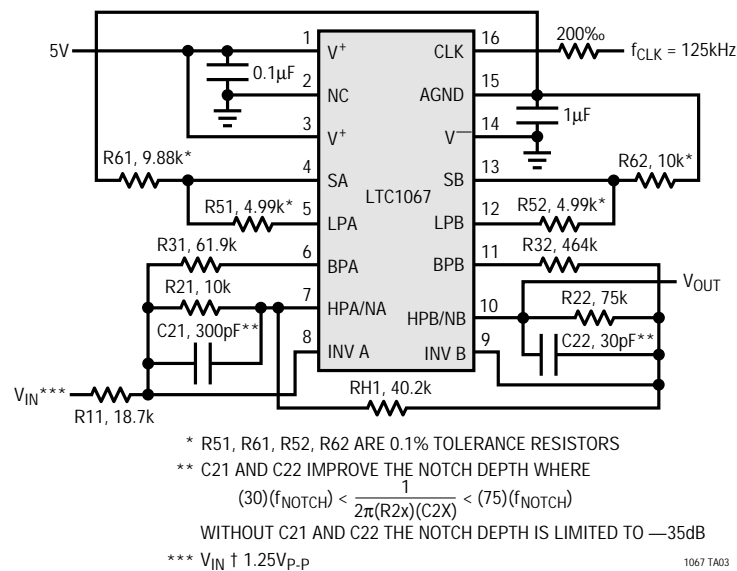 5V
0.1µF
1
V+
2
NC
3
V+
R61, 9.88k*
4
SA
R51, 4.99k*
5
LPA
R31, 61.9k
6
BPA
R21, 10k
7
HPA/NA
C21, 300pF**
8
INV A
VIN***
R11, 18.7k
LTC1067
CLK
16
200‰
fCLK = 125kHz
AGND
15
1µF
V—
14
SB
13
R62, 10k*
LPB
12
R52, 4.99k*
BPB
11
R32, 464k
VOUT
HPB/NB
10
R22, 75k
INV B
9
C22, 30pF**
RH1, 40.2k
* R51, R61, R52, R62 ARE 0.1% TOLERANCE RESISTORS
** C21 AND C22 IMPROVE THE NOTCH DEPTH WHERE
(30)(fNOTCH) < 1 / 2π(R2x)(C2X) < (75)(fNOTCH)
WITHOUT C21 AND C22 THE NOTCH DEPTH IS LIMITED TO —35dB
*** VIN † 1.25VP-P
1067 TA03